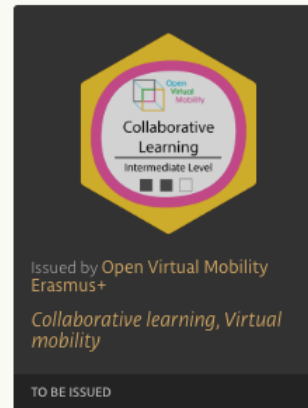 Open
Virtual
Mobility
Collaborative
Learning
Intermediate Level
Issued by Open Virtual Mobility
Erasmus+
Collaborative learning, Virtual
mobility
TO BE ISSUED